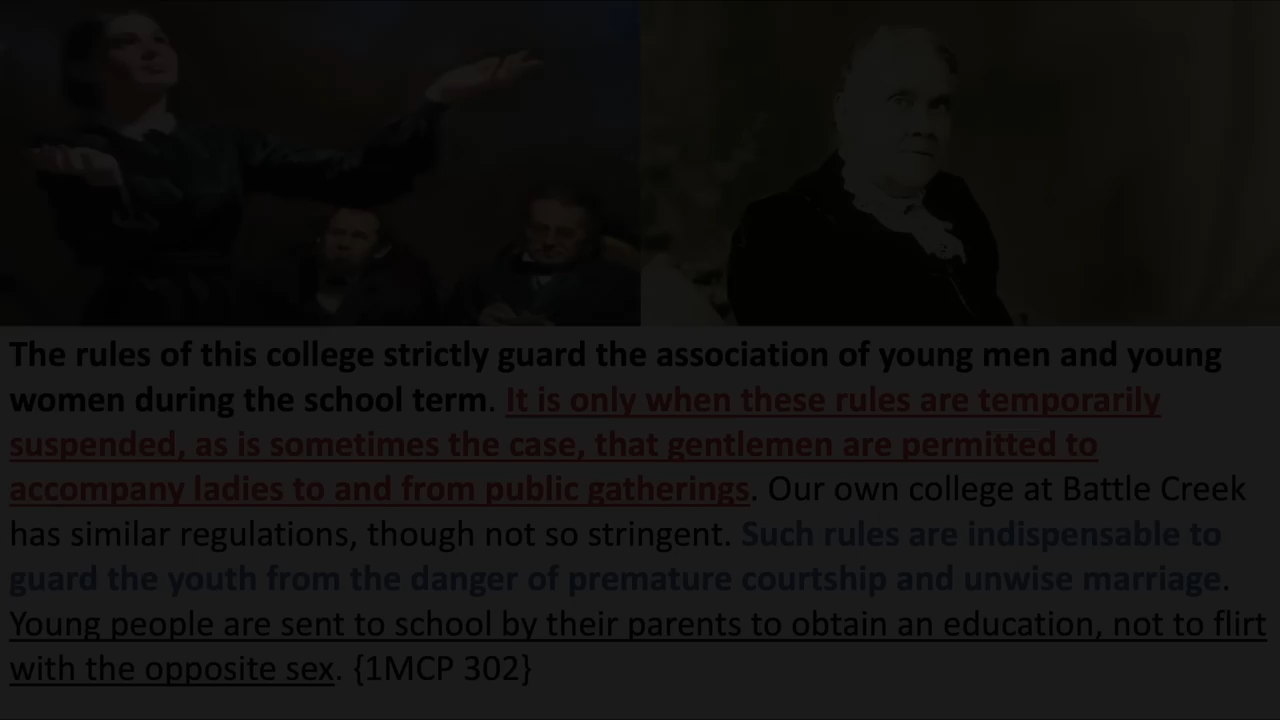 The rules of this college strictly guard the association of young men and young
women during the school term. It is only when these rules are temporarily
suspended, as is sometimes the case, that gentlemen are permitted to
accompany ladies to and from public gatherings. Our own college at Battle Creek
has similar regulations, though not so stringent. Such rules are indispensable to
guard the youth from the danger of premature courtship and unwise marriage.
Young people are sent to school by their parents to obtain an education, not to flirt
with the opposite sex. {1MCP 302}